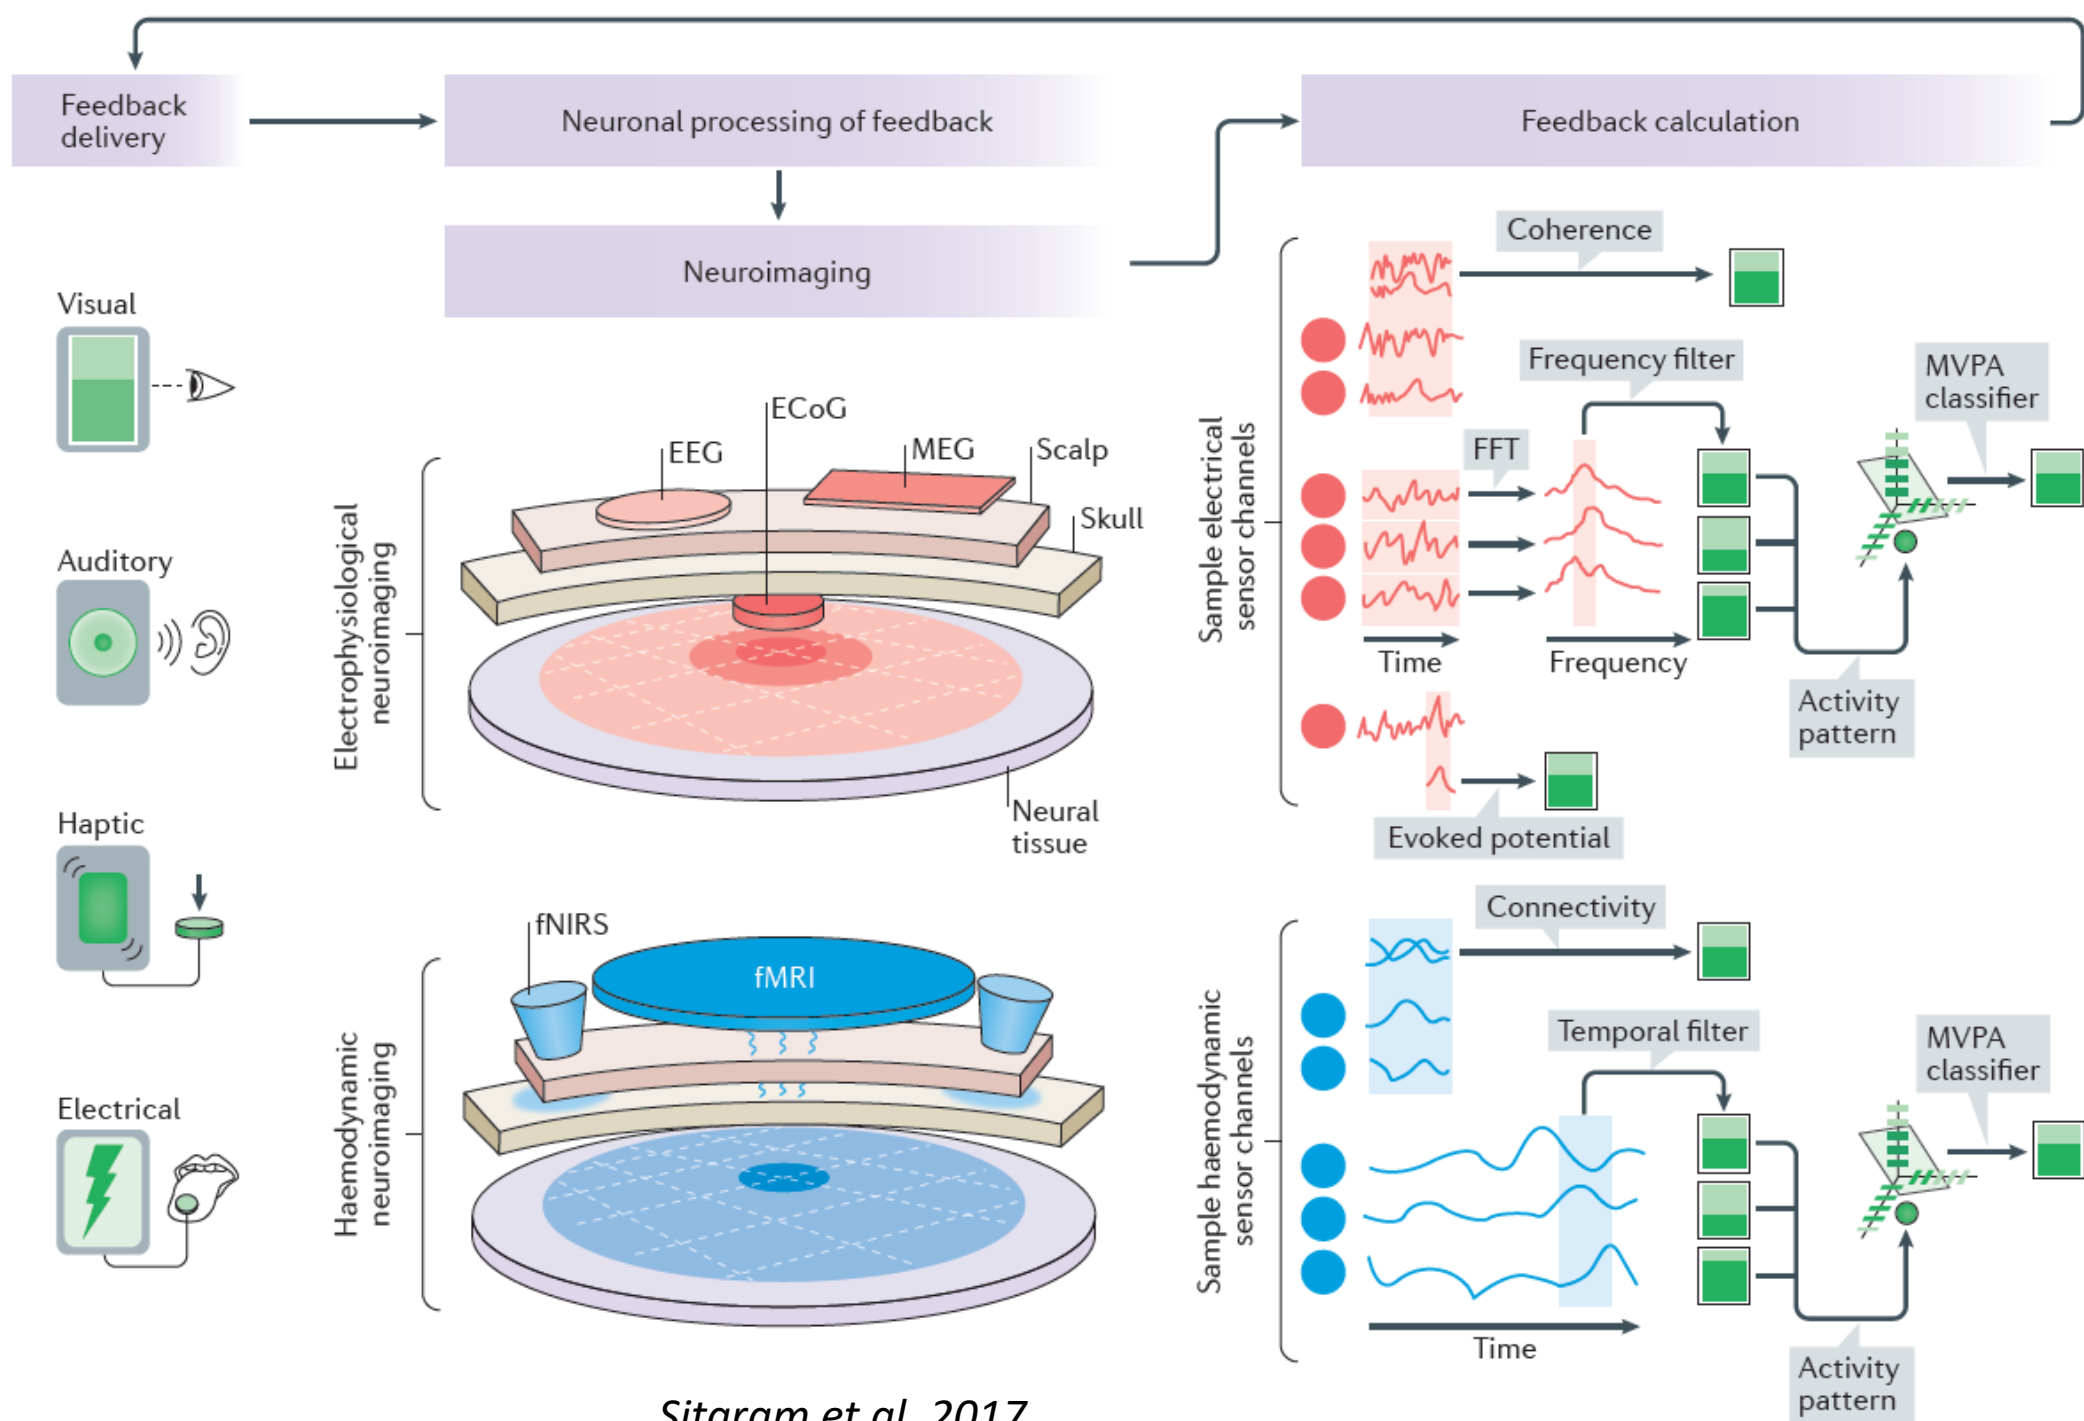 Feedback
delivery
Neuronal processing of feedback
Feedback calculation
Neuroimaging
Visual
Auditory
Haptic
Electrical
Electrophysiological
neuroimaging
EEG
ECoG
MEG
Scalp
Skull
Neural
tissue
Haemodynamic
neuroimaging
fNIRS
fMRI
Sample electrical
sensor channels
Coherence
Frequency filter
FFT
MVPA
classifier
Time
Frequency
Activity
pattern
Evoked potential
Sample haemodynamic
sensor channels
Connectivity
Temporal filter
MVPA
classifier
Time
Activity
pattern
Sitaram et al. 2017